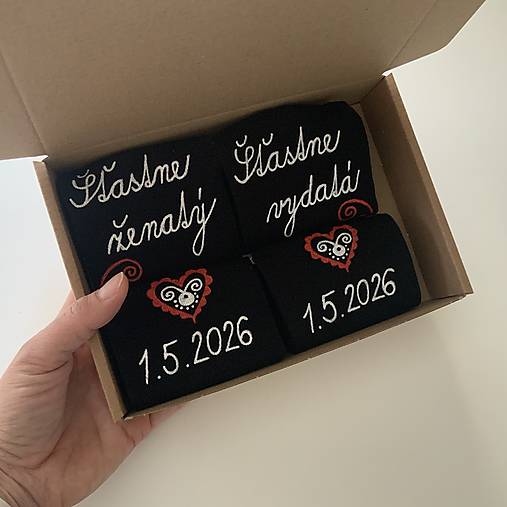 Šťastne
ženatý
Šťastne
vydatá
1.5.2026
1.5.2026